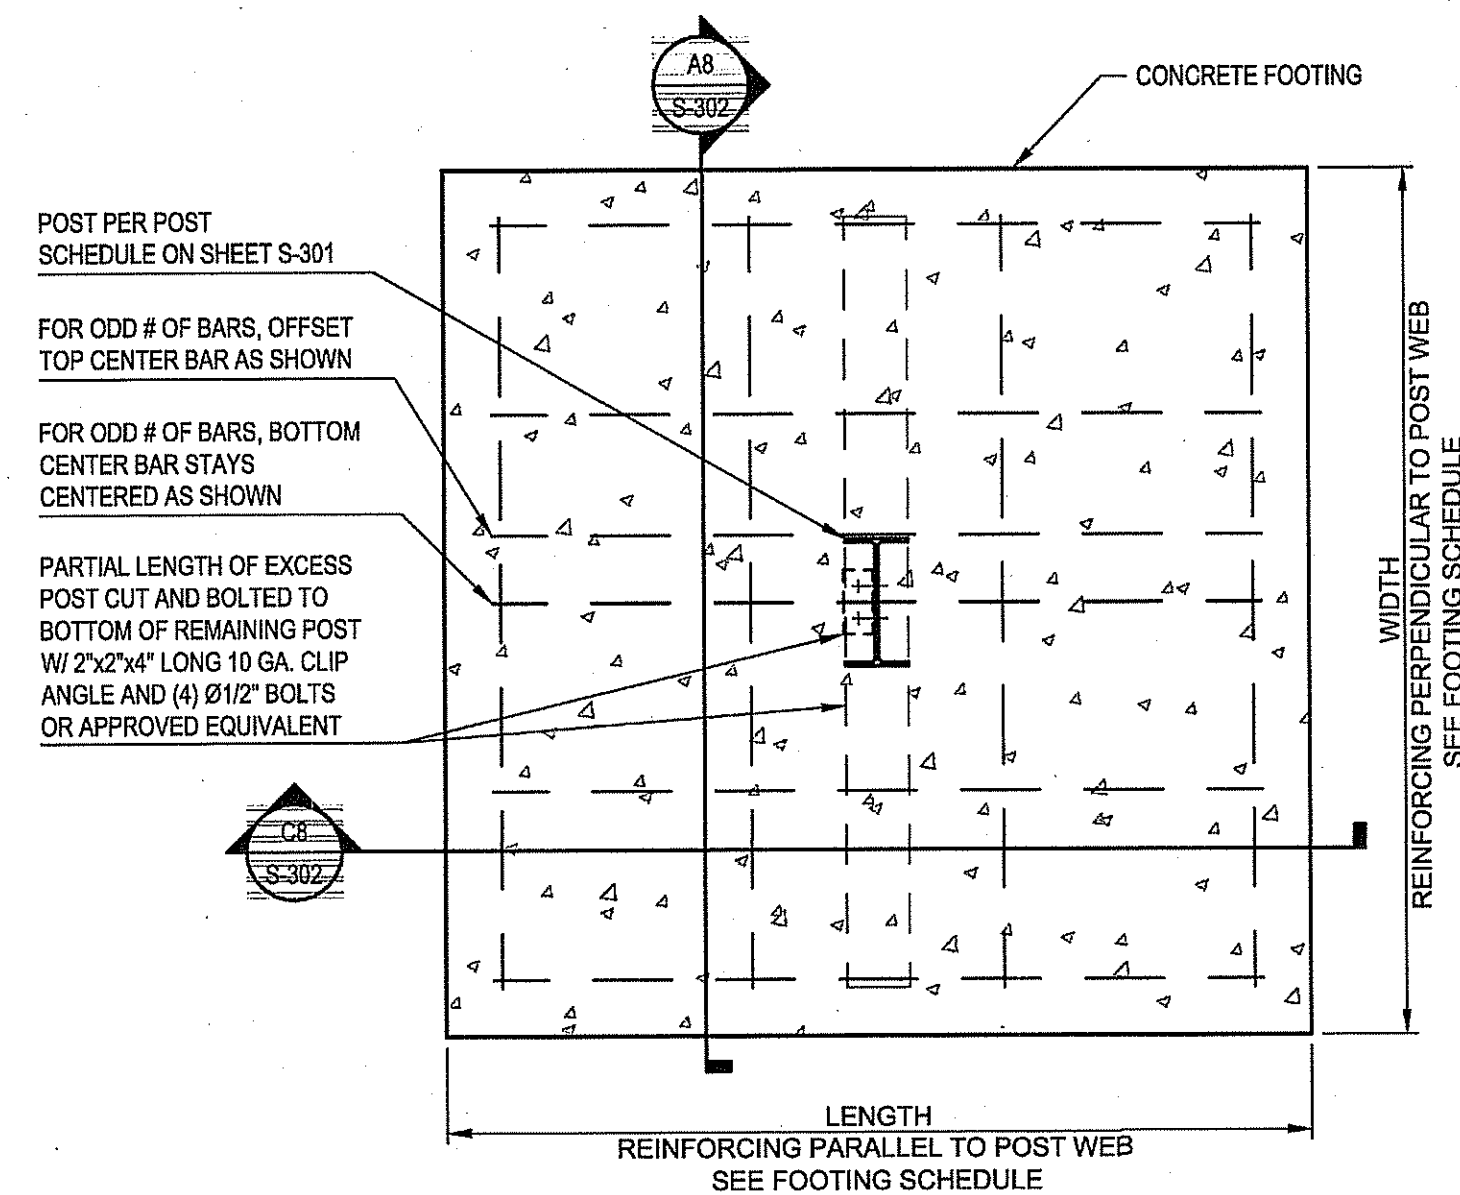 A8
S-302
CONCRETE FOOTING
POST PER POST
SCHEDULE ON SHEET S-301
FOR ODD # OF BARS, OFFSET
TOP CENTER BAR AS SHOWN
FOR ODD # OF BARS, BOTTOM
CENTER BAR STAYS
CENTERED AS SHOWN
PARTIAL LENGTH OF EXCESS
POST CUT AND BOLTED TO
BOTTOM OF REMAINING POST
W/ 2"x2"x4" LONG 10 GA. CLIP
ANGLE AND (4) Ø1/2" BOLTS
OR APPROVED EQUIVALENT
C8
S-302
WIDTH
REINFORCING PERPENDICULAR TO POST WEB
SEE FOOTING SCHEDULE
LENGTH
REINFORCING PARALLEL TO POST WEB
SEE FOOTING SCHEDULE